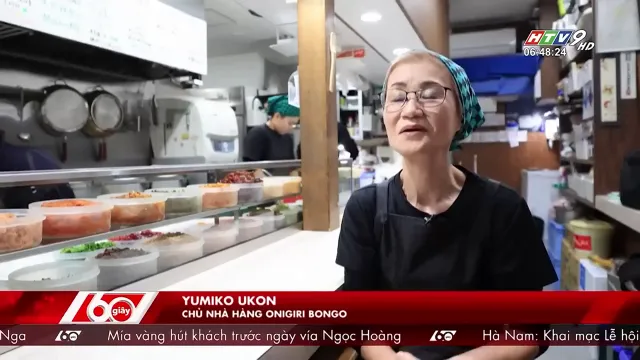 HTV9 HD
06:48:24
60 giây
YUMIKO UKON
CHỦ NHÀ HÀNG ONIGIRI BONGO
Nga 60 Mía vàng hút khách trước ngày vía Ngọc Hoàng 60 Hà Nam: Khai mạc Lễ hội